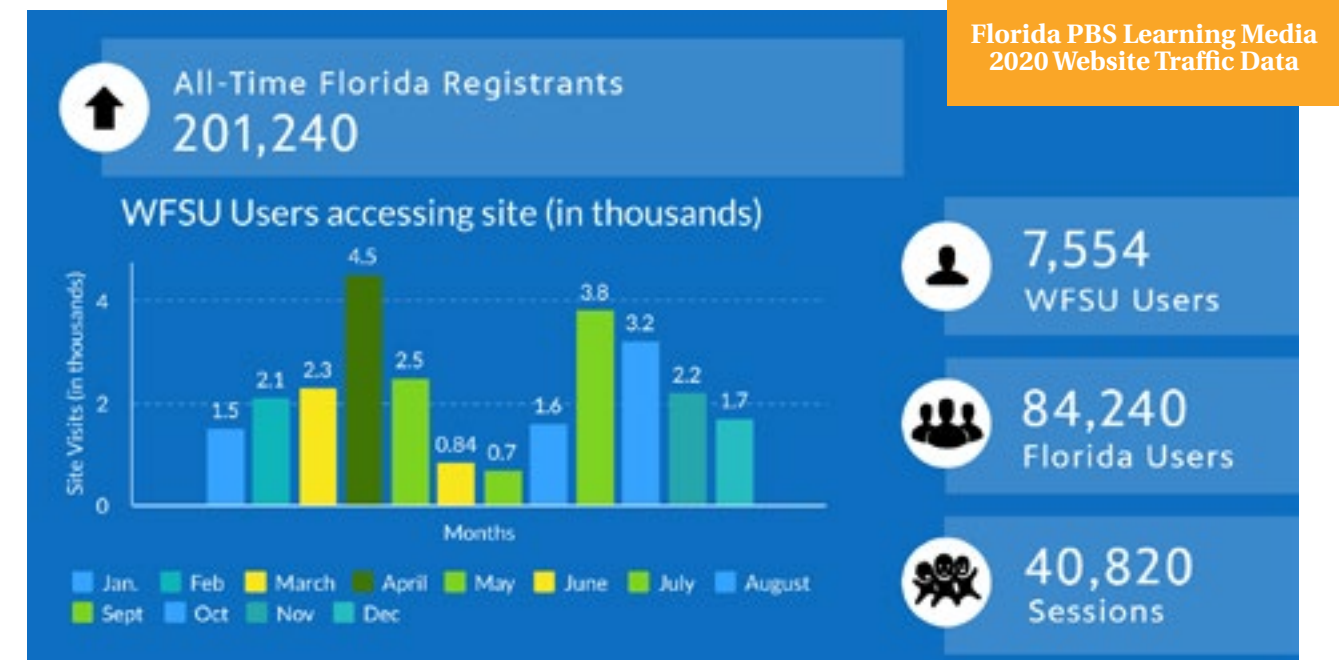 Florida PBS Learning Media
2020 Website Traffic Data
All-Time Florida Registrants
201,240
WFSU Users accessing site (in thousands)
Site Visits (in thousands)
4
2
0
1.5
2.1
2.3
4.5
2.5
0.84
0.7
1.6
3.8
3.2
2.2
1.7
Months
Jan. Feb March April May June July August
Sept Oct Nov Dec
7,554
WFSU Users
84,240
Florida Users
40,820
Sessions